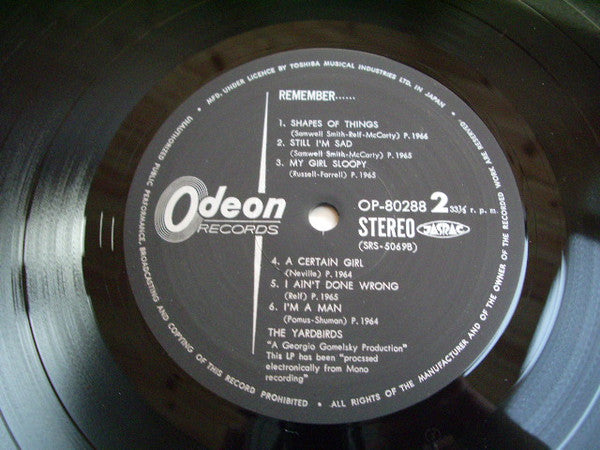 MFD. UNDER LICENCE BY TOSHIBA MUSICAL INDUSTRIES LTD. IN JAPAN
REMEMBER......
1. SHAPES OF THINGS
(Samwell Smith-Relf-McCarty) P. 1966
2. STILL I'M SAD
(Samwell Smith-McCarty) P. 1965
3. MY GIRL SLOOPY
(Russell-Farrell) P. 1965
Odeon
RECORDS
OP-80288 2 33⅓ r. p. m.
STEREO JASRAC
(SRS-5069B)
4. A CERTAIN GIRL
(Neville) P. 1964
5. I AIN'T DONE WRONG
(Relf) P. 1965
6. I'M A MAN
(Pomus-Shuman) P. 1964
THE YARDBIRDS
"A Georgio Gomelsky Production"
This LP has been "procssed
electronically from Mono
recording"
• ALL RIGHTS OF THE MANUFACTURER AND OF THE OWNER OF THE RECORDED WORK ARE RESERVED •
UNAUTHORIZED PUBLIC PERFORMANCE, BROADCASTING AND COPYING OF THIS RECORD PROHIBITED